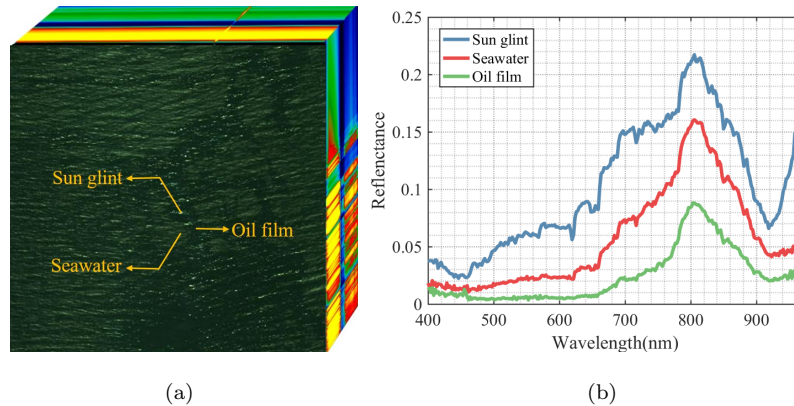 Sun glint
Seawater
Oil film
(a)
Sun glint
Seawater
Oil film
0.25
0.2
0.15
0.1
0.05
0
Reflenctance
400
500
600
700
800
900
Wavelength(nm)
(b)